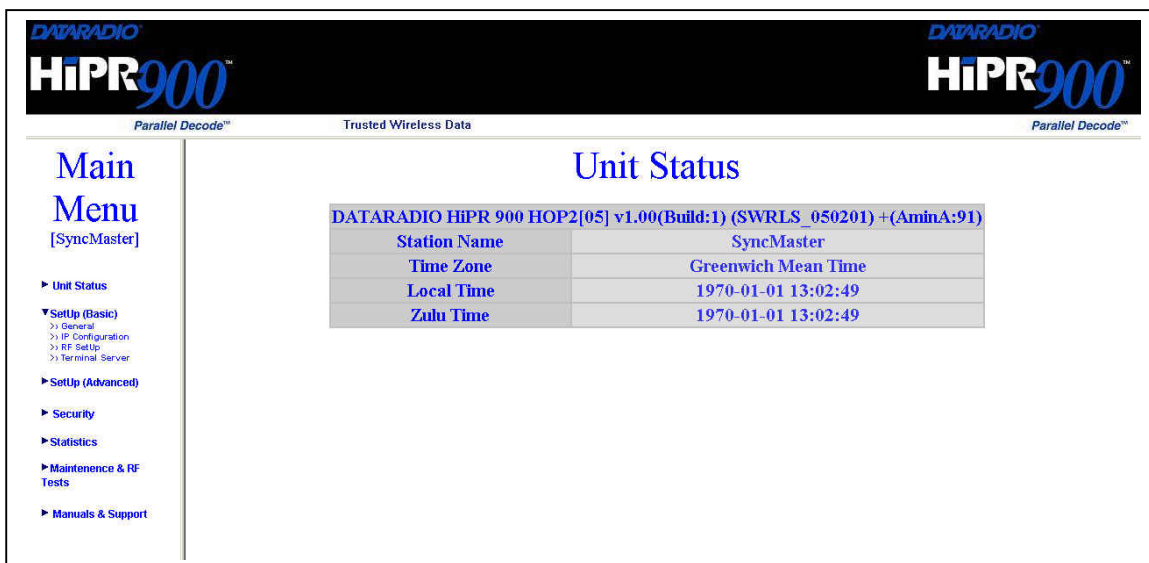 DATARADIO®
HiPR900™
Parallel Decode™
Trusted Wireless Data
DATARADIO®
HiPR900™
Parallel Decode™
Main
Menu
[SyncMaster]
Unit Status
SetUp (Basic)
>> General
>> IP Configuration
>> RF SetUp
>> Terminal Server
SetUp (Advanced)
Security
Statistics
Maintenence & RF
Tests
Manuals & Support
Unit Status
DATARADIO HiPR 900 HOP2[05] v1.00(Build:1) (SWRLS_050201) +(AminA:91)
Station Name SyncMaster
Time Zone Greenwich Mean Time
Local Time 1970-01-01 13:02:49
Zulu Time 1970-01-01 13:02:49